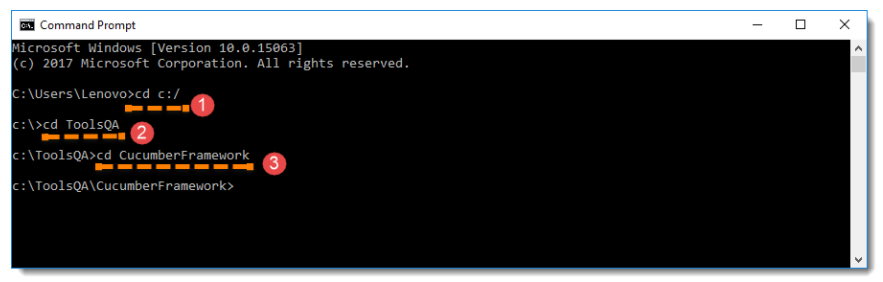 Command Prompt
Microsoft Windows [Version 10.0.15063]
(c) 2017 Microsoft Corporation. All rights reserved.
C:\Users\Lenovo>cd c:/
1
c:\>cd ToolsQA
2
c:\ToolsQA>cd CucumberFramework
3
c:\ToolsQA\CucumberFramework>